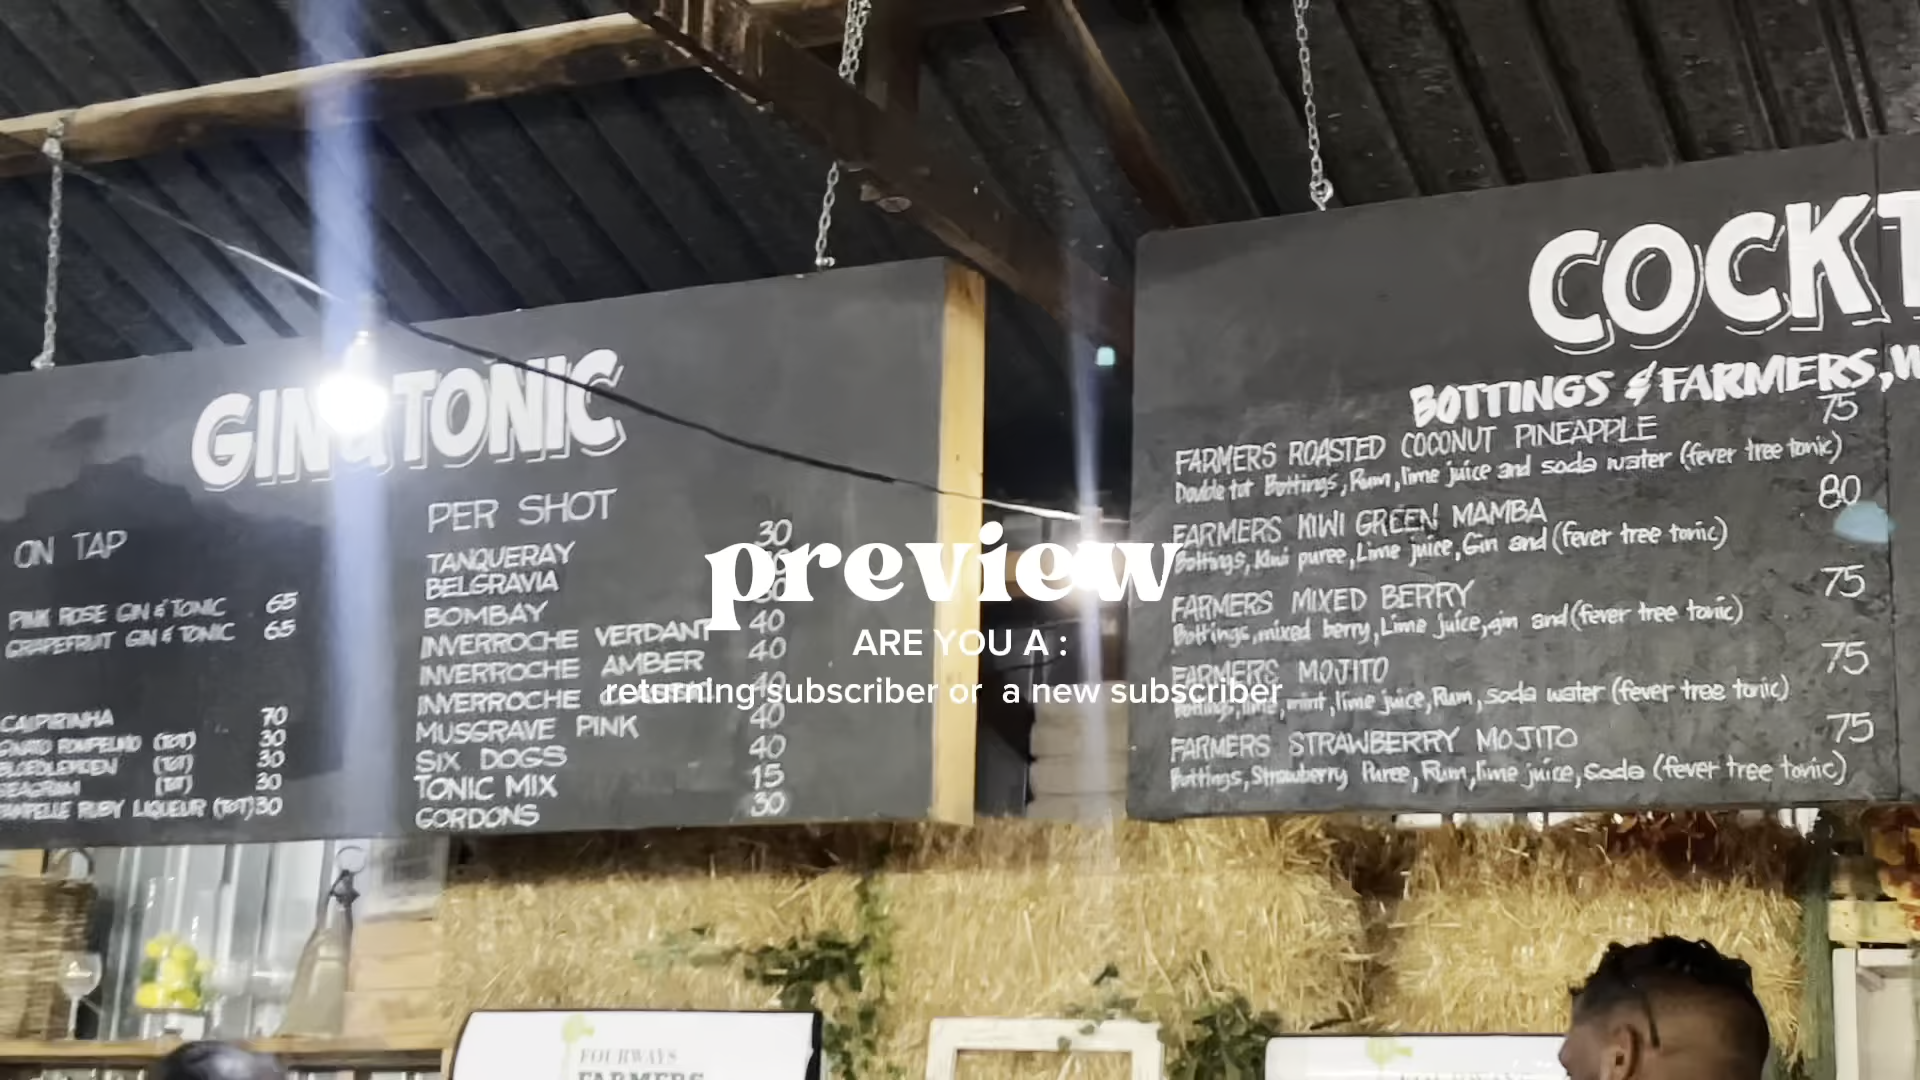 GIN & TONIC
ON TAP
PINK ROSE GIN & TONIC 65
GRAPEFRUIT GIN & TONIC 65
CAIPIRINHA 70
(TOT) 30
(TOT) 30
(TOT) 30
RUBY LIQUEUR (TOT) 30
PER SHOT
TANQUERAY 30
BELGRAVIA
BOMBAY
INVERROCHE VERDANT 40
INVERROCHE AMBER 40
INVERROCHE 40
MUSGRAVE PINK 40
SIX DOGS 40
TONIC MIX 15
GORDONS 30
COCKT
BOTTINGS & FARMERS, W
FARMERS ROASTED COCONUT PINEAPPLE 75
Double tot Bottings, Rum, lime juice and soda water (fever tree tonic)
FARMERS KIWI GREEN MAMBA 80
Bottings, Kiwi puree, Lime juice, Gin and (fever tree tonic)
FARMERS MIXED BERRY 75
Bottings, mixed berry, Lime juice, gin and (fever tree tonic)
FARMERS MOJITO 75
Bottings, lime, mint, lime juice, Rum, soda water (fever tree tonic)
FARMERS STRAWBERRY MOJITO 75
Bottings, Strawberry Puree, Rum, lime juice, Soda (fever tree tonic)
preview
ARE YOU A :
returning subscriber or a new subscriber
FOURWAYS
FARMERS